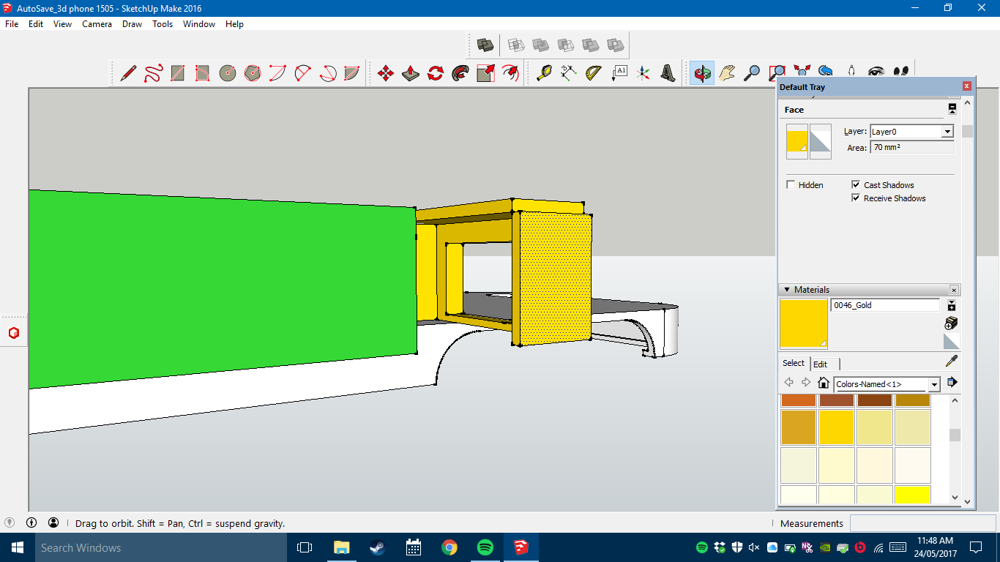 AutoSave_3d phone 1505 - SketchUp Make 2016
File Edit View Camera Draw Tools Window Help
A1
Default Tray
Face
Layer: Layer0
Area: 70 mm²
Hidden
Cast Shadows
Receive Shadows
Materials
0046_Gold
Select Edit
Colors-Named<1>
Drag to orbit. Shift = Pan, Ctrl = suspend gravity.
Measurements
Search Windows
11:48 AM
24/05/2017